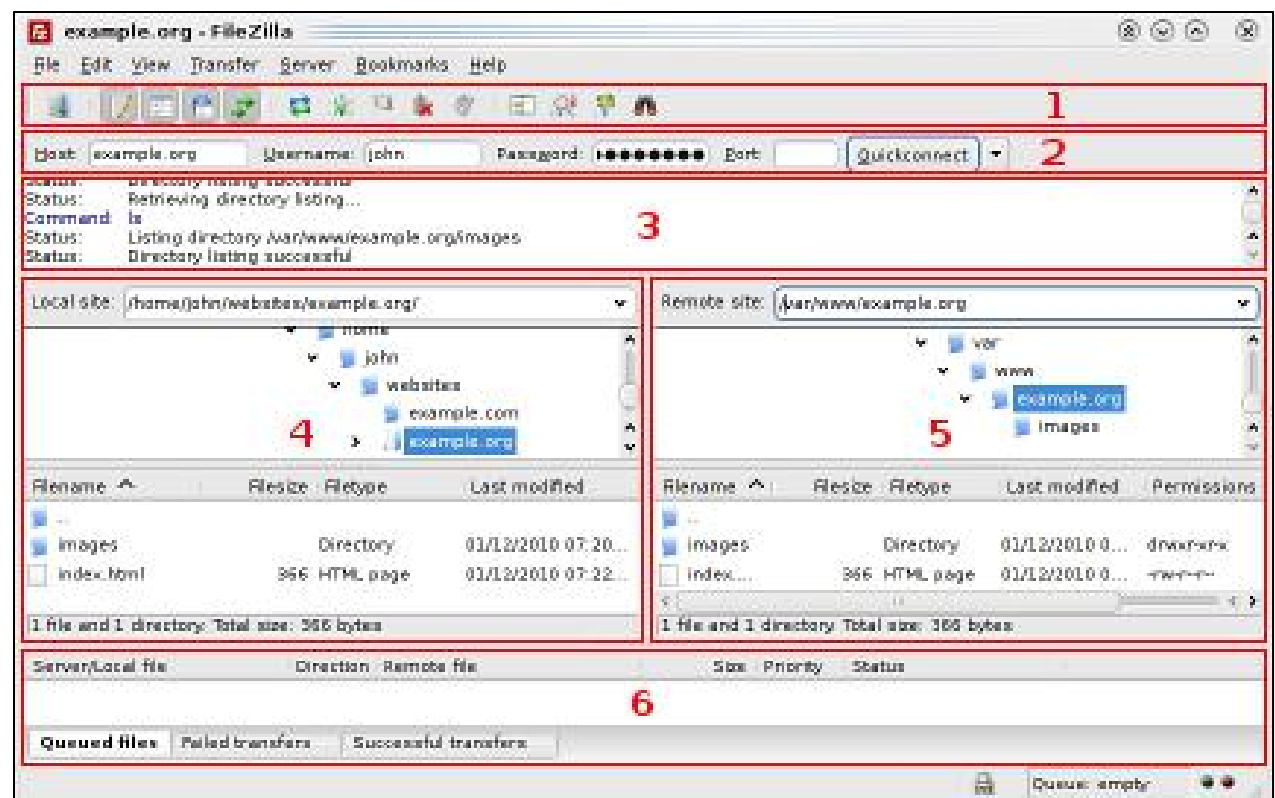 example.org - FileZilla
File Edit View Transfer Server Bookmarks Help
1
Host: example.org Username: john Password: Port: Quickconnect 2
Status: Directory listing successful
Status: Retrieving directory listing...
Command: ls
Status: Listing directory /var/www/example.org/images
Status: Directory listing successful
3
Local site: /home/john/websites/example.org/
home
john
websites
example.com
example.org
4
Filename Filesize Filetype Last modified
..
images Directory 01/12/2010 07:20...
index.html 366 HTML page 01/12/2010 07:22...
1 file and 1 directory. Total size: 366 bytes
Remote site: /var/www/example.org
var
www
example.org
images
5
Filename Filesize Filetype Last modified Permissions
..
images Directory 01/12/2010 0... drwxr-xr-x
index.... 366 HTML page 01/12/2010 0... -rw-r--r--
1 file and 1 directory. Total size: 366 bytes
Server/Local file Direction Remote file Size Priority Status
6
Queued files Failed transfers Successful transfers
Queue: empty